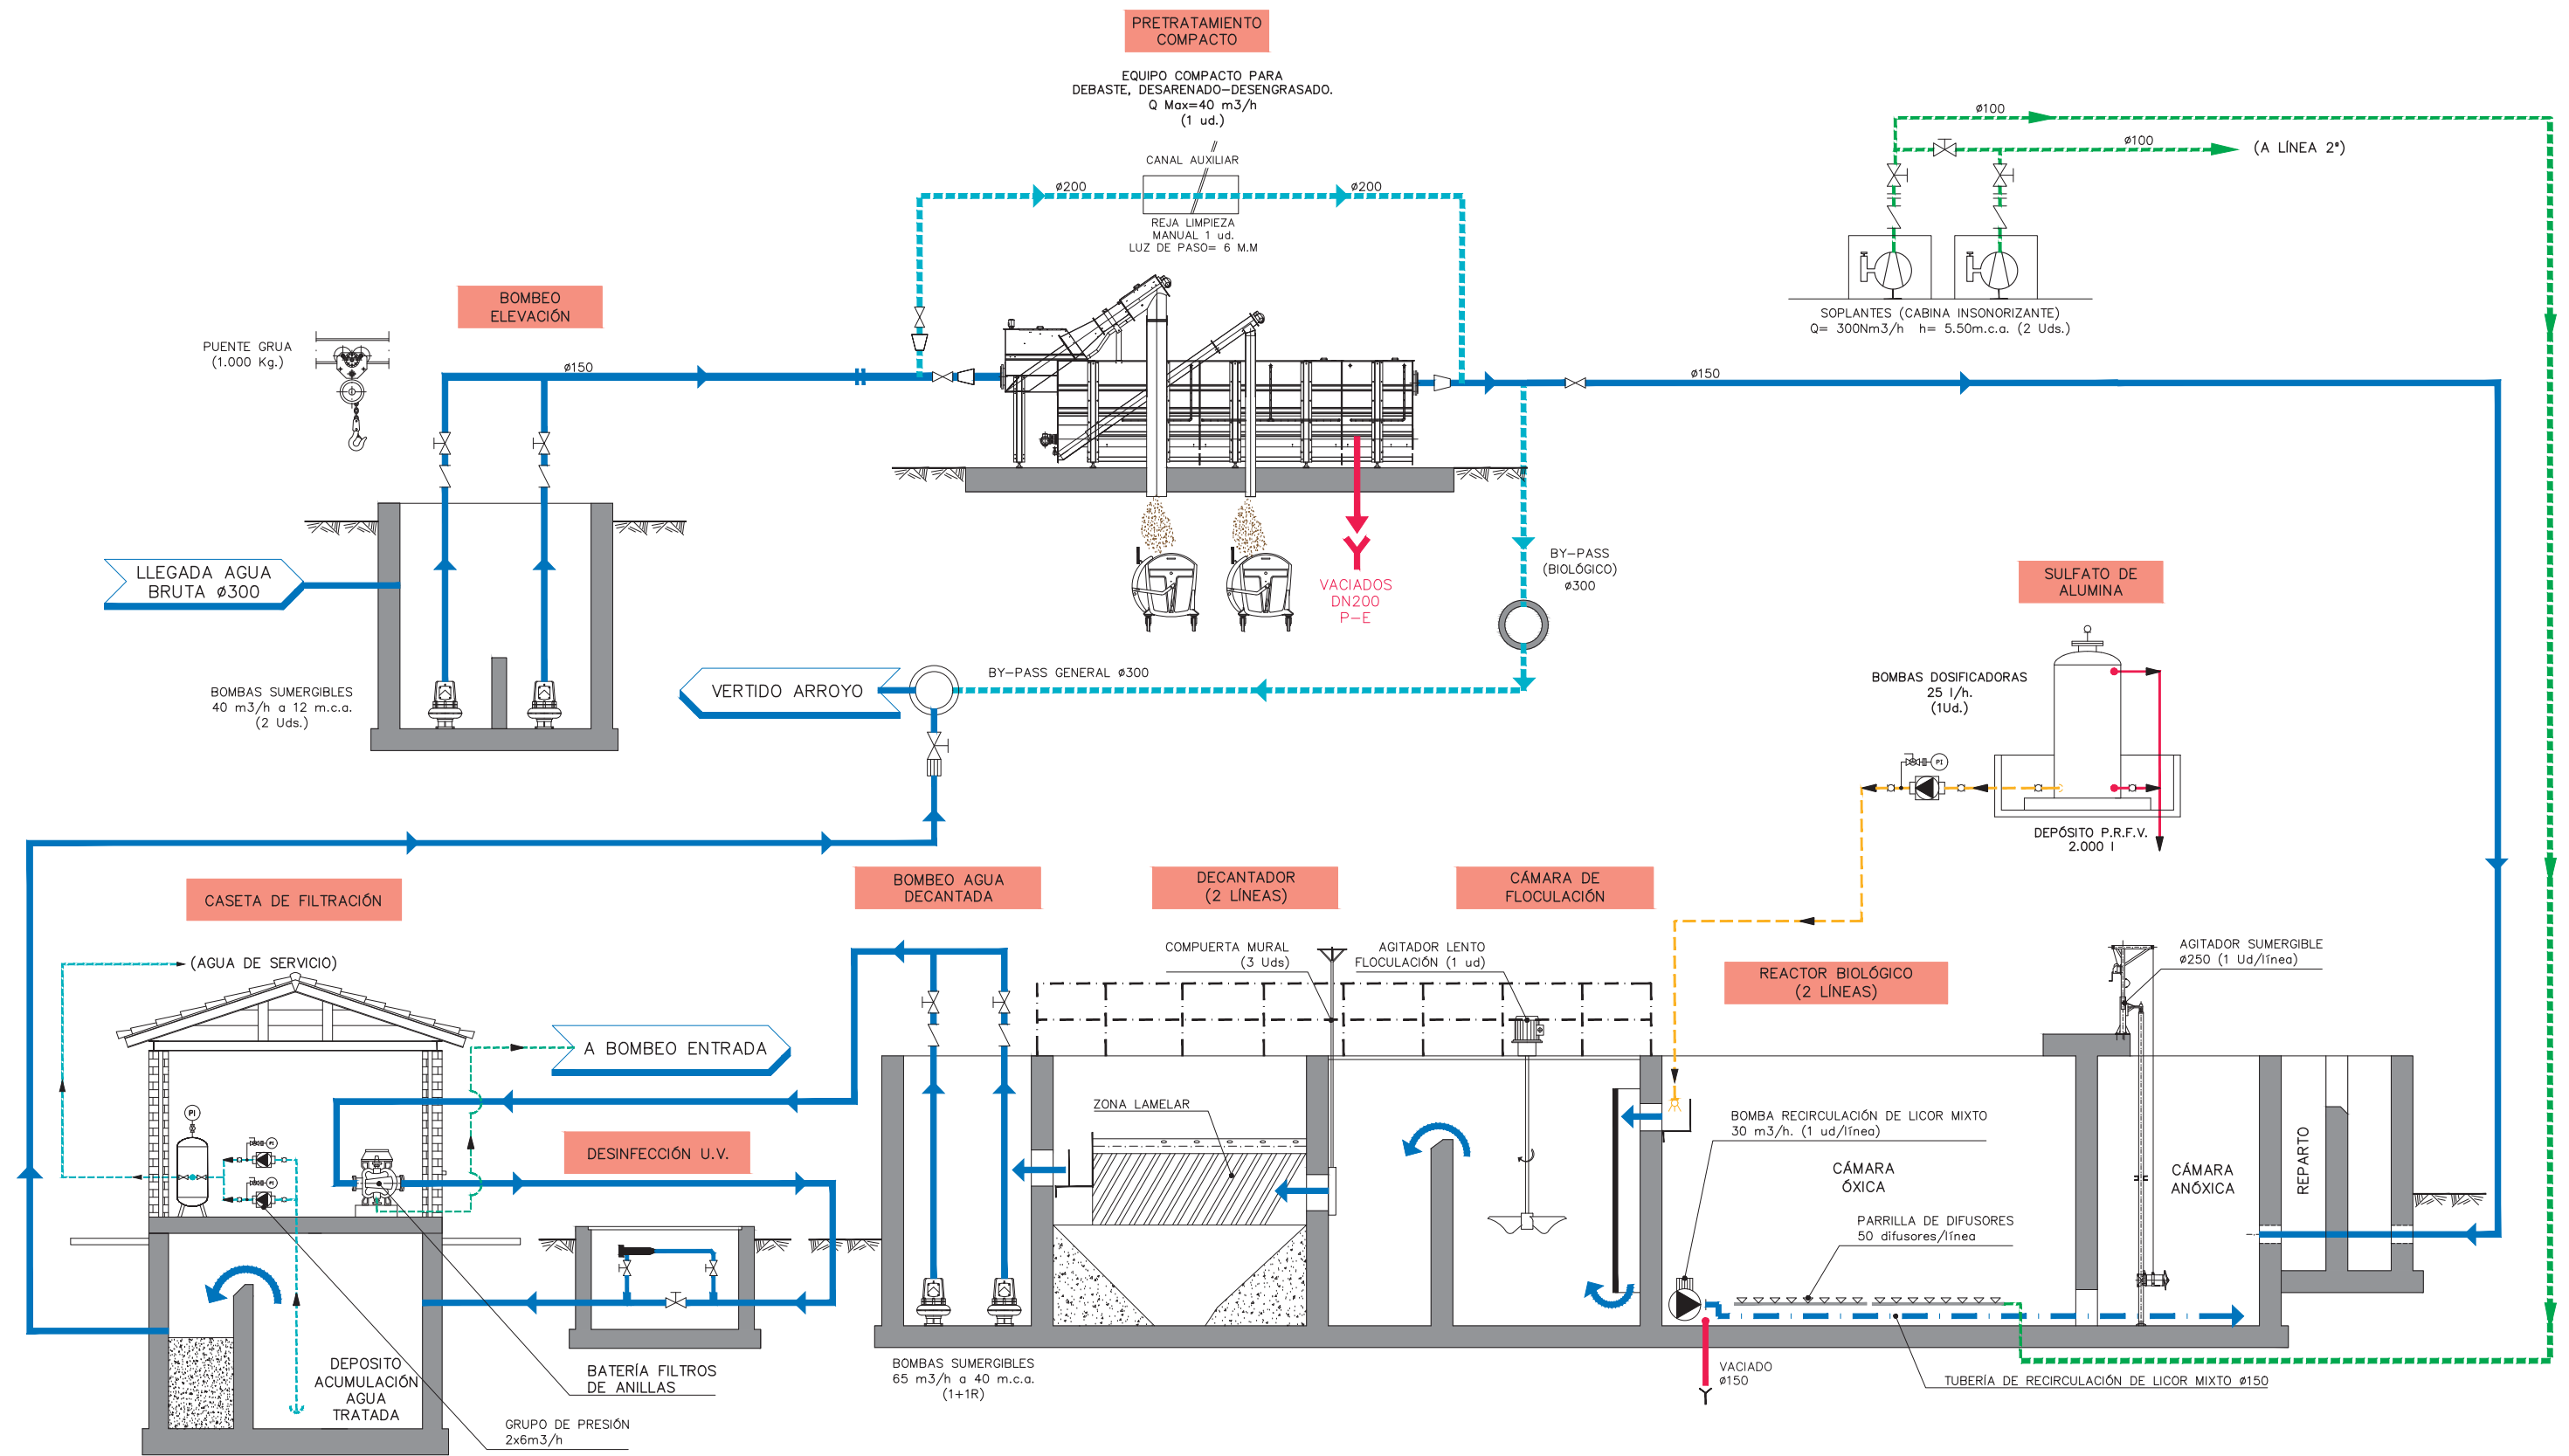 PRETRATAMIENTO
COMPACTO
EQUIPO COMPACTO PARA
DEBASTE, DESARENADO-DESENGRASADO.
Q Max=40 m3/h
(1 ud.)
CANAL AUXILIAR
ø200
ø200
REJA LIMPIEZA
MANUAL 1 ud.
LUZ DE PASO= 6 M.M
ø100
ø100
(A LÍNEA 2ª)
SOPLANTES (CABINA INSONORIZANTE)
Q= 300Nm3/h h= 5.50m.c.a. (2 Uds.)
BOMBEO
ELEVACIÓN
PUENTE GRUA
(1.000 Kg.)
ø150
ø150
LLEGADA AGUA
BRUTA ø300
BOMBAS SUMERGIBLES
40 m3/h a 12 m.c.a.
(2 Uds.)
VACIADOS
DN200
P-E
BY-PASS
(BIOLÓGICO)
ø300
VERTIDO ARROYO
BY-PASS GENERAL ø300
SULFATO DE
ALUMINA
BOMBAS DOSIFICADORAS
25 l/h.
(1Ud.)
PI
DEPÓSITO P.R.F.V.
2.000 l
CASETA DE FILTRACIÓN
BOMBEO AGUA
DECANTADA
DECANTADOR
(2 LÍNEAS)
CÁMARA DE
FLOCULACIÓN
(AGUA DE SERVICIO)
COMPUERTA MURAL
(3 Uds)
AGITADOR LENTO
FLOCULACIÓN (1 ud)
REACTOR BIOLÓGICO
(2 LÍNEAS)
AGITADOR SUMERGIBLE
ø250 (1 Ud/línea)
A BOMBEO ENTRADA
ZONA LAMELAR
PI
PI
PI
DESINFECCIÓN U.V.
BOMBA RECIRCULACIÓN DE LICOR MIXTO
30 m3/h. (1 ud/línea)
CÁMARA
ÓXICA
CÁMARA
ANÓXICA
REPARTO
PARRILLA DE DIFUSORES
50 difusores/línea
DEPOSITO
ACUMULACIÓN
AGUA
TRATADA
BATERÍA FILTROS
DE ANILLAS
GRUPO DE PRESIÓN
2x6m3/h
BOMBAS SUMERGIBLES
65 m3/h a 40 m.c.a.
(1+1R)
VACIADO
ø150
TUBERÍA DE RECIRCULACIÓN DE LICOR MIXTO ø150